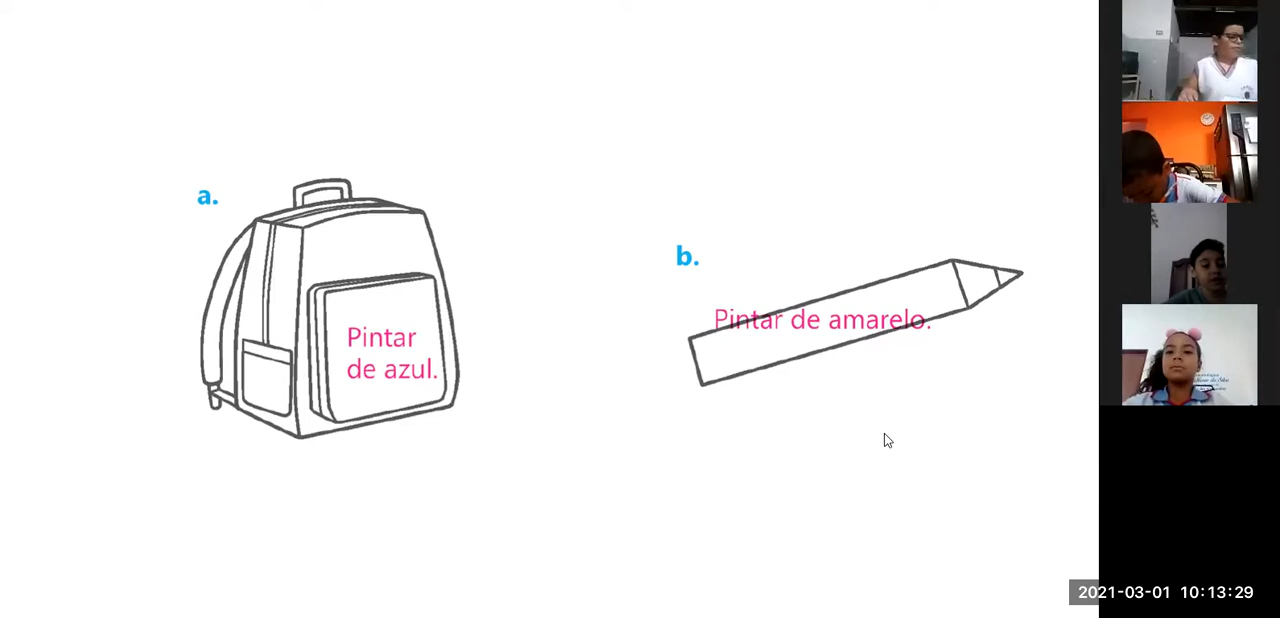 a.
Pintar
de azul.
b.
Pintar de amarelo.
2021-03-01 10:13:29